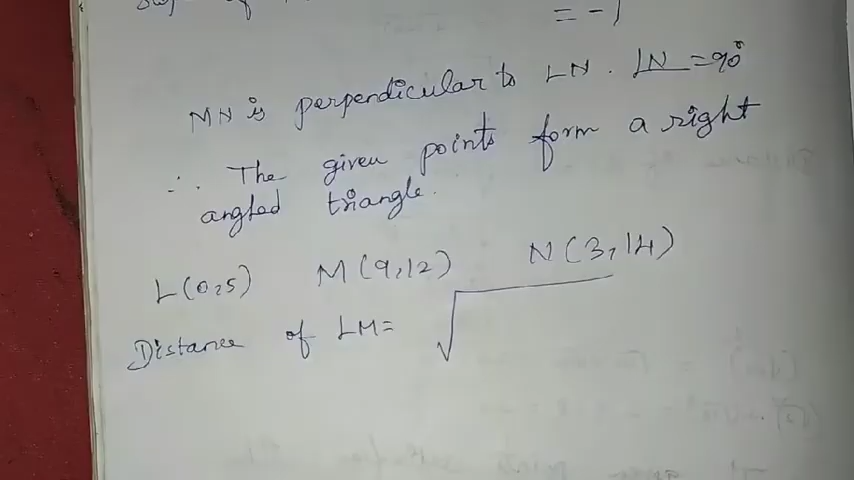 = -1
MN is perpendicular to LN. ∠N = 90°
∴ The given points form a right
angled triangle.
L(0,5) M(9,12) N(3,14)
Distance of LM = √